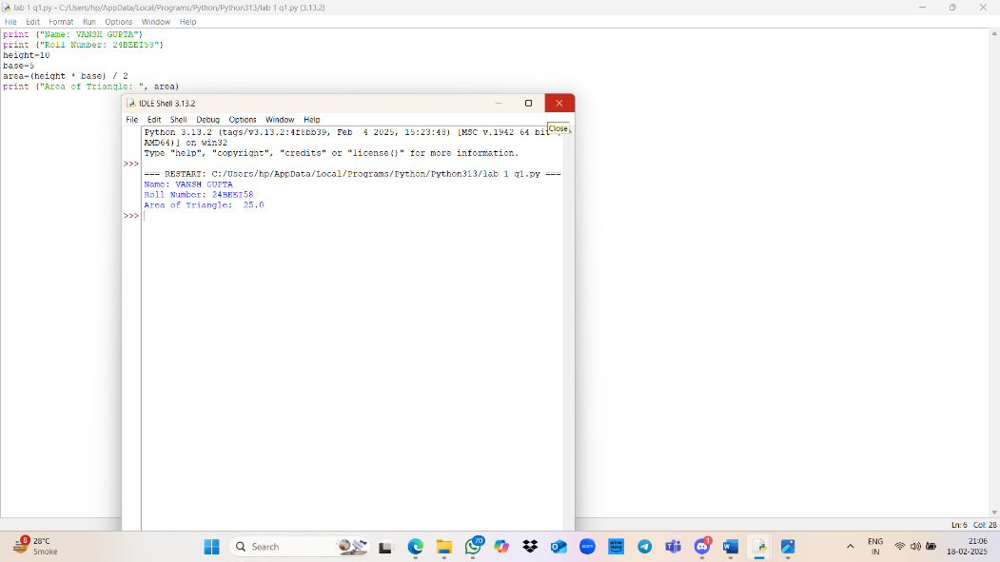 lab 1 q1.py - C:/Users/hp/AppData/Local/Programs/Python/Python313/lab 1 q1.py (3.13.2)
File Edit Format Run Options Window Help
print ("Name: VANSH GUPTA")
print ("Roll Number: 24BEEI58")
height=10
base=5
area=(height * base) / 2
print ("Area of Triangle: ", area)
IDLE Shell 3.13.2
File Edit Shell Debug Options Window Help
Close
Python 3.13.2 (tags/v3.13.2:4f8bb39, Feb  4 2025, 15:23:48) [MSC v.1942 64 bit (
AMD64)] on win32
Type "help", "copyright", "credits" or "license()" for more information.
>>>
=== RESTART: C:/Users/hp/AppData/Local/Programs/Python/Python313/lab 1 q1.py ===
Name: VANSH GUPTA
Roll Number: 24BEEI58
Area of Triangle:  25.0
>>>
Ln: 6 Col: 28
8
28°C
Smoke
Search
70
1
ENG
IN
21:06
18-02-2025